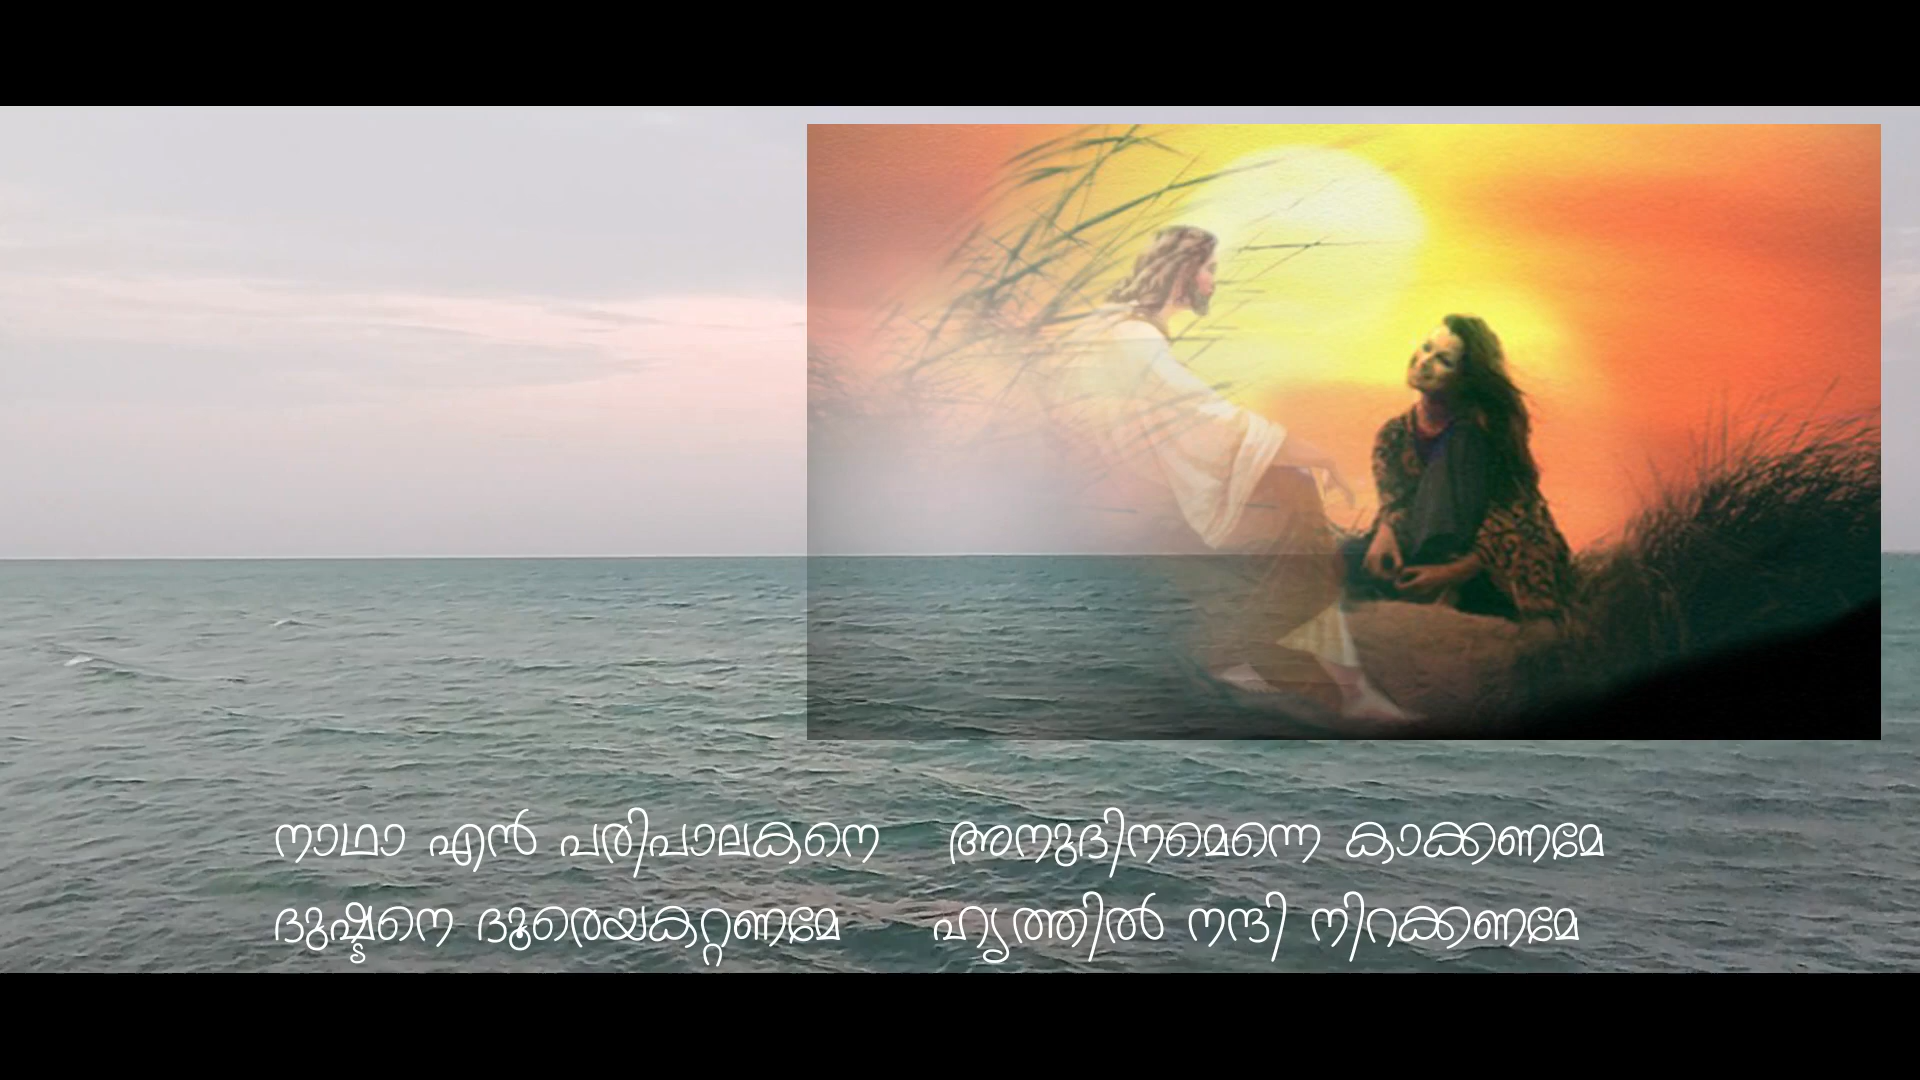 നാഥാ എൻ പരിപാലകനെ അനുദിനമെന്നെ കാക്കണമേ
ദുഷ്ടനെ ദൂരെയകറ്റണമേ ഹൃത്തിൽ നന്ദി നിറക്കണമേ